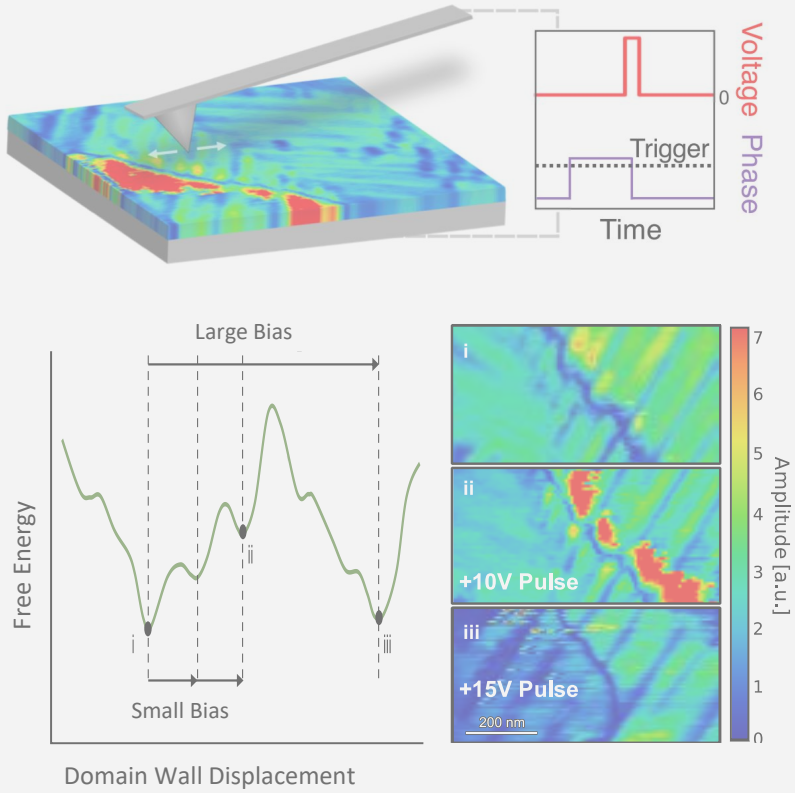 Voltage
0
Trigger
Phase
Time
Large Bias
Free Energy
i
ii
iii
Small Bias
Domain Wall Displacement
i
ii
+10V Pulse
iii
+15V Pulse
200 nm
7
6
5
4
3
2
1
0
Amplitude [a.u.]